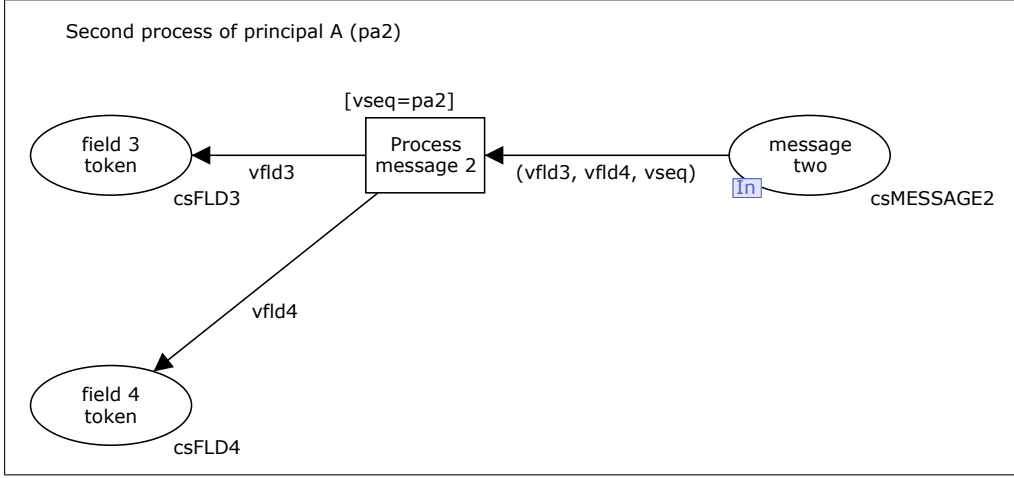 Second process of principal A (pa2)
[vseq=pa2]
field 3
token
csFLD3
vfld3
Process
message 2
(vfld3, vfld4, vseq)
message
two
In
csMESSAGE2
vfld4
field 4
token
csFLD4